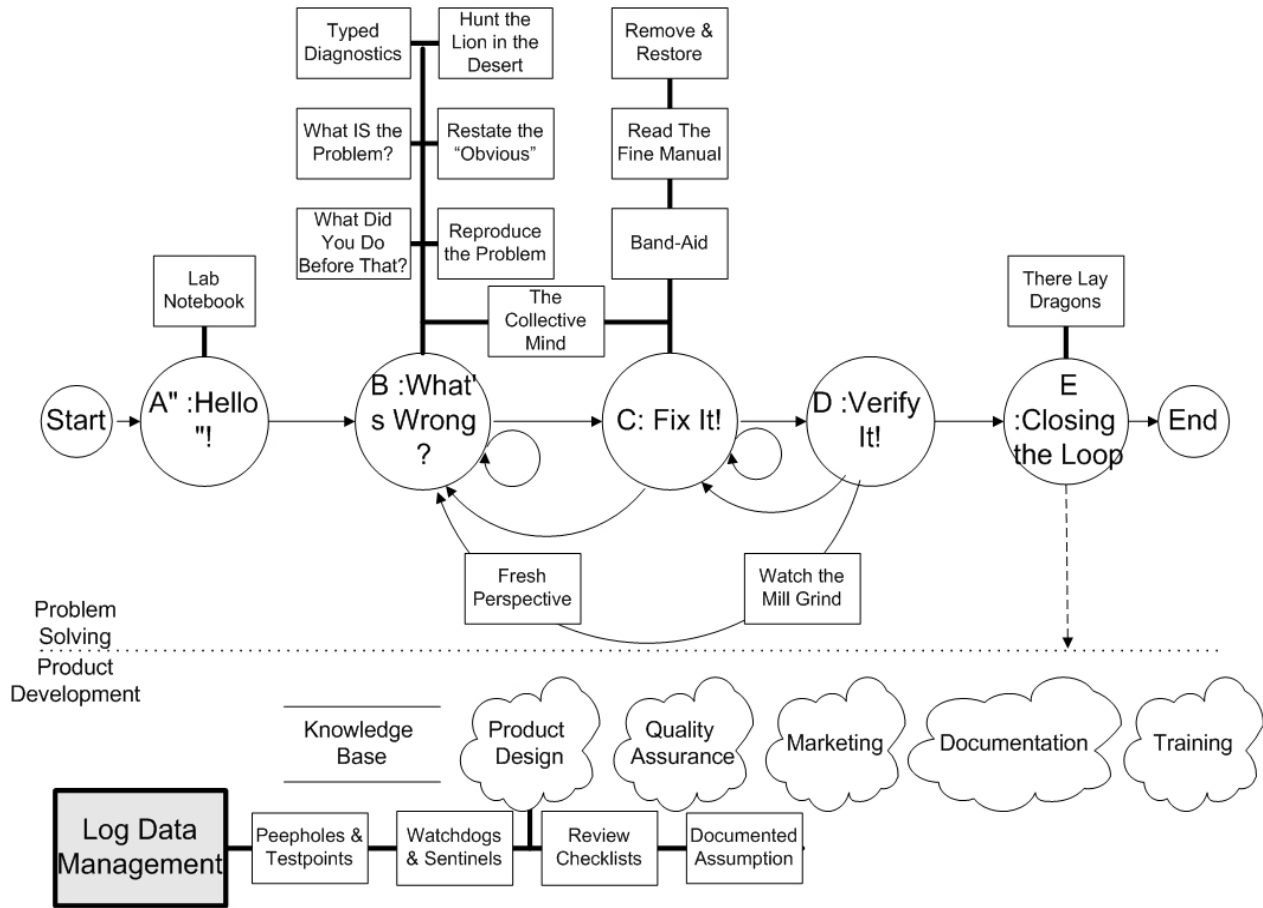 Typed
Diagnostics
Hunt the
Lion in the
Desert
Remove &
Restore
What IS the
Problem?
Restate the
“Obvious”
Read The
Fine Manual
What Did
You Do
Before That?
Reproduce
the Problem
Band-Aid
Lab
Notebook
The
Collective
Mind
There Lay
Dragons
Start
A" :Hello
"!
B :What'
s Wrong
?
C: Fix It!
D :Verify
It!
E
:Closing
the Loop
End
Fresh
Perspective
Watch the
Mill Grind
Problem
Solving
Product
Development
Knowledge
Base
Product
Design
Quality
Assurance
Marketing
Documentation
Training
Log Data
Management
Peepholes &
Testpoints
Watchdogs
& Sentinels
Review
Checklists
Documented
Assumption